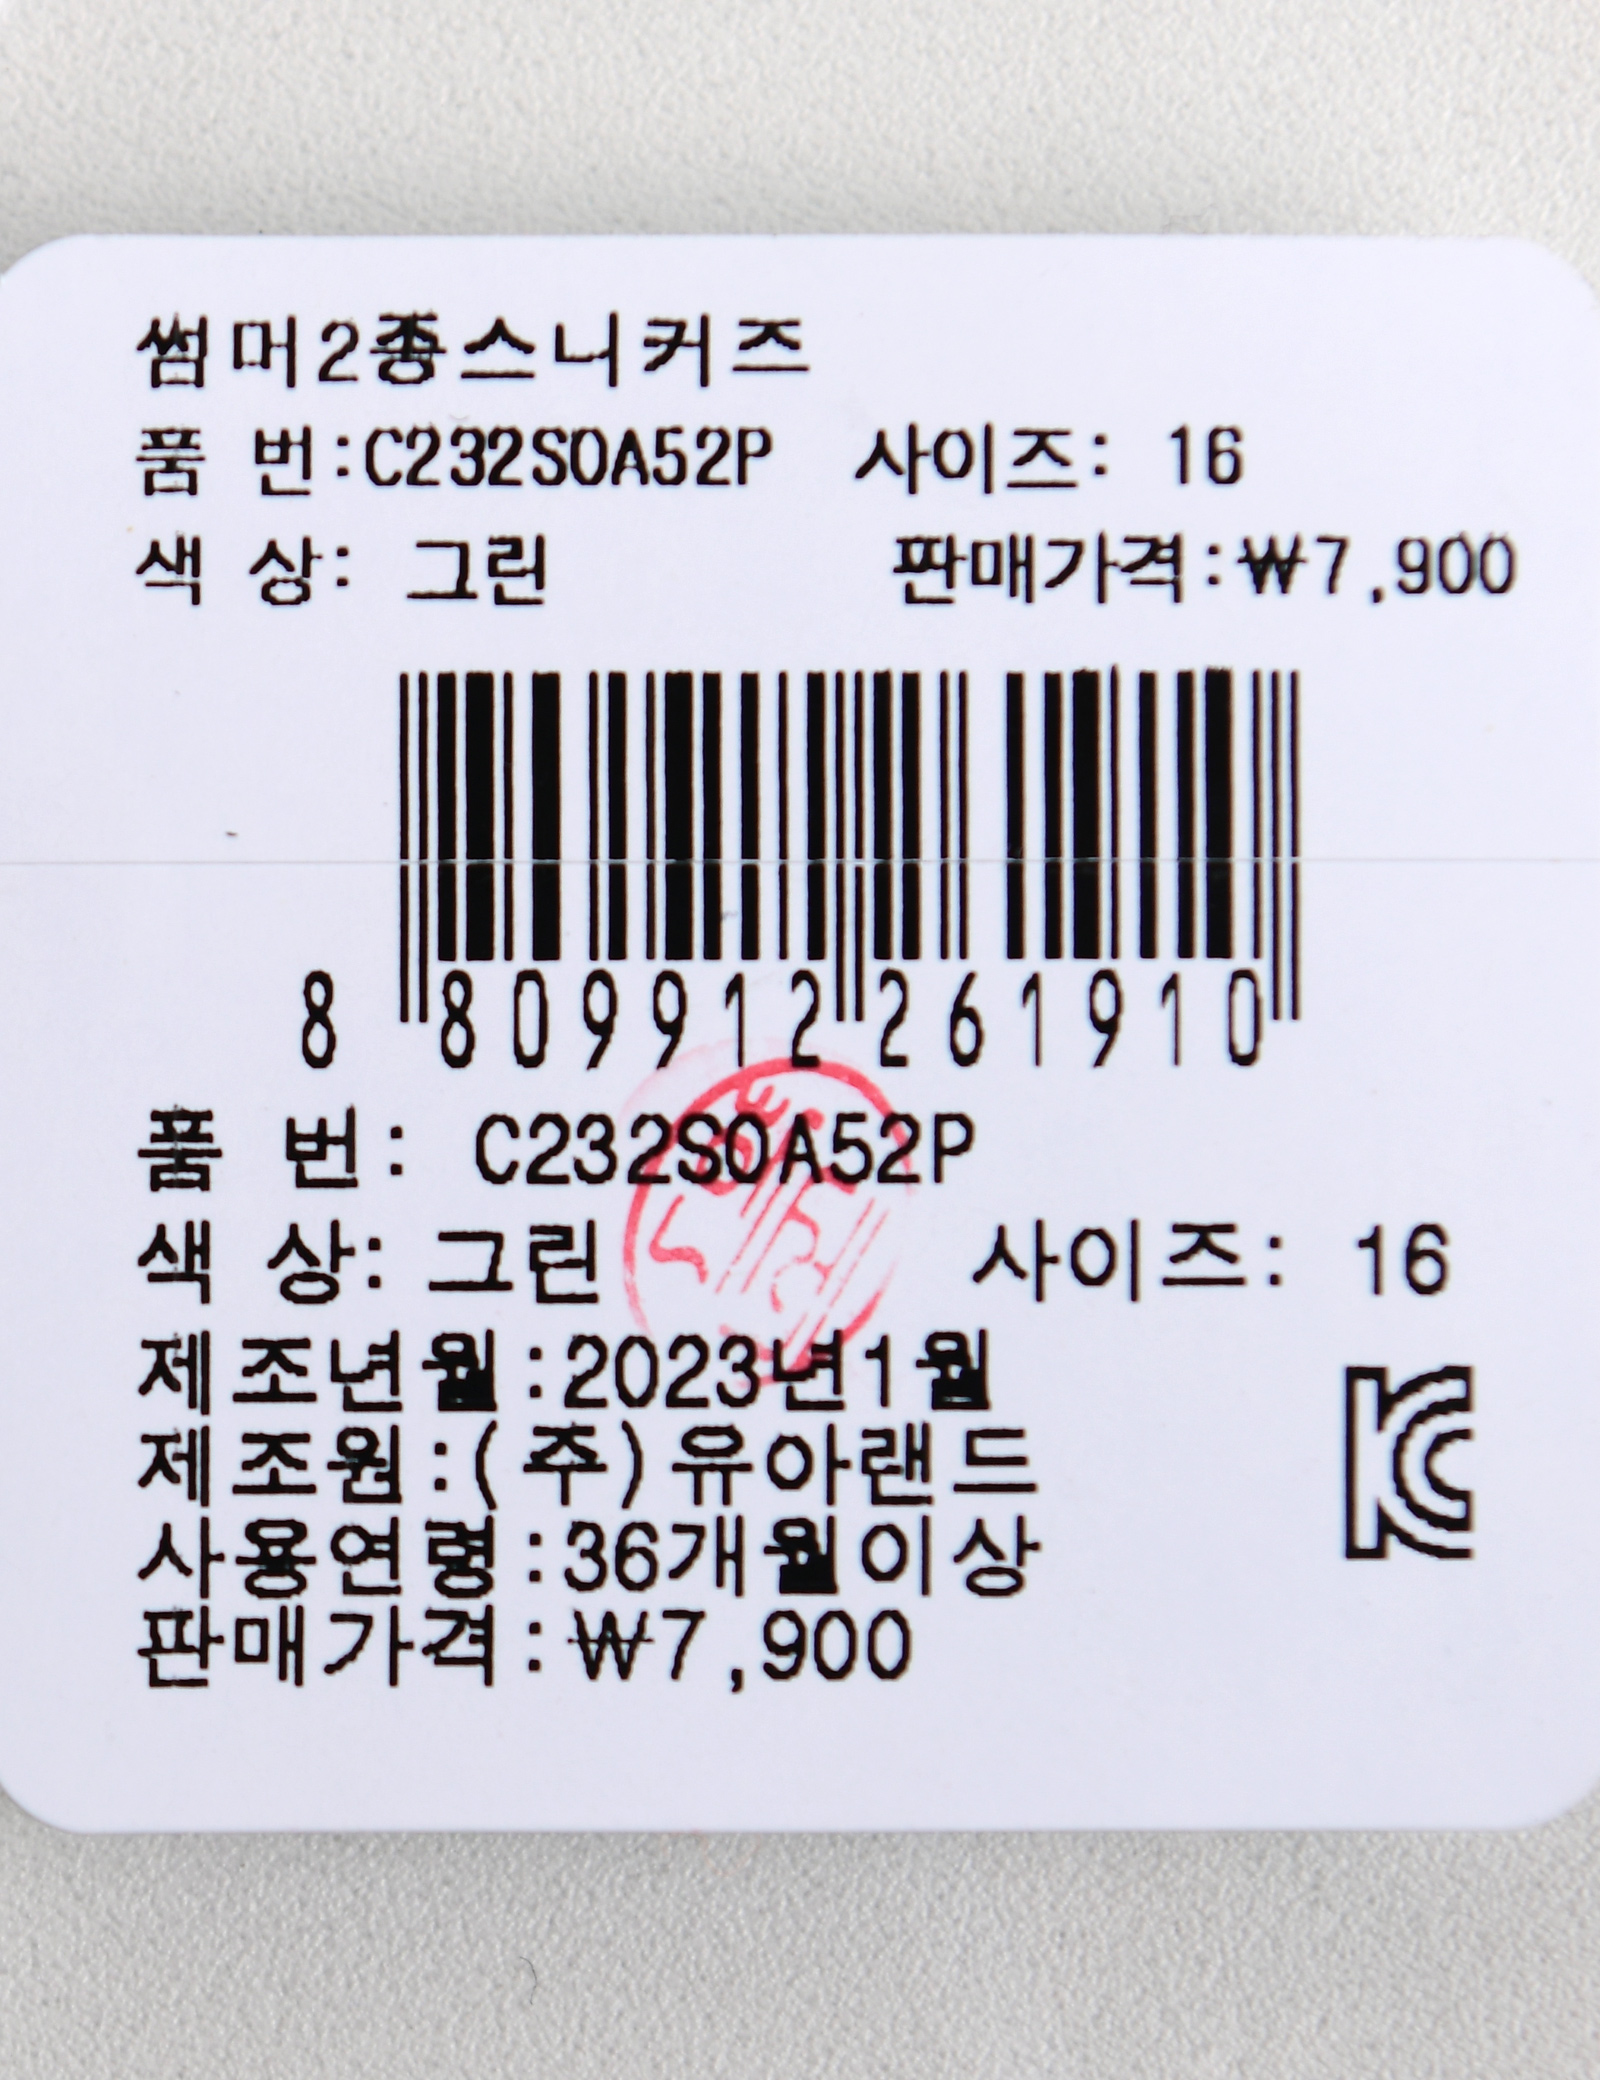 썸머2종스니커즈
품 번:C232SOA52P 사이즈: 16
색 상: 그린 판매가격:₩7,900
8 809912 261910
품 번: C232SOA52P
색 상: 그린 사이즈: 16
제조년월:2023년1월
제조원:(주)유아랜드
사용연령:36개월이상
판매가격:₩7,900
KC